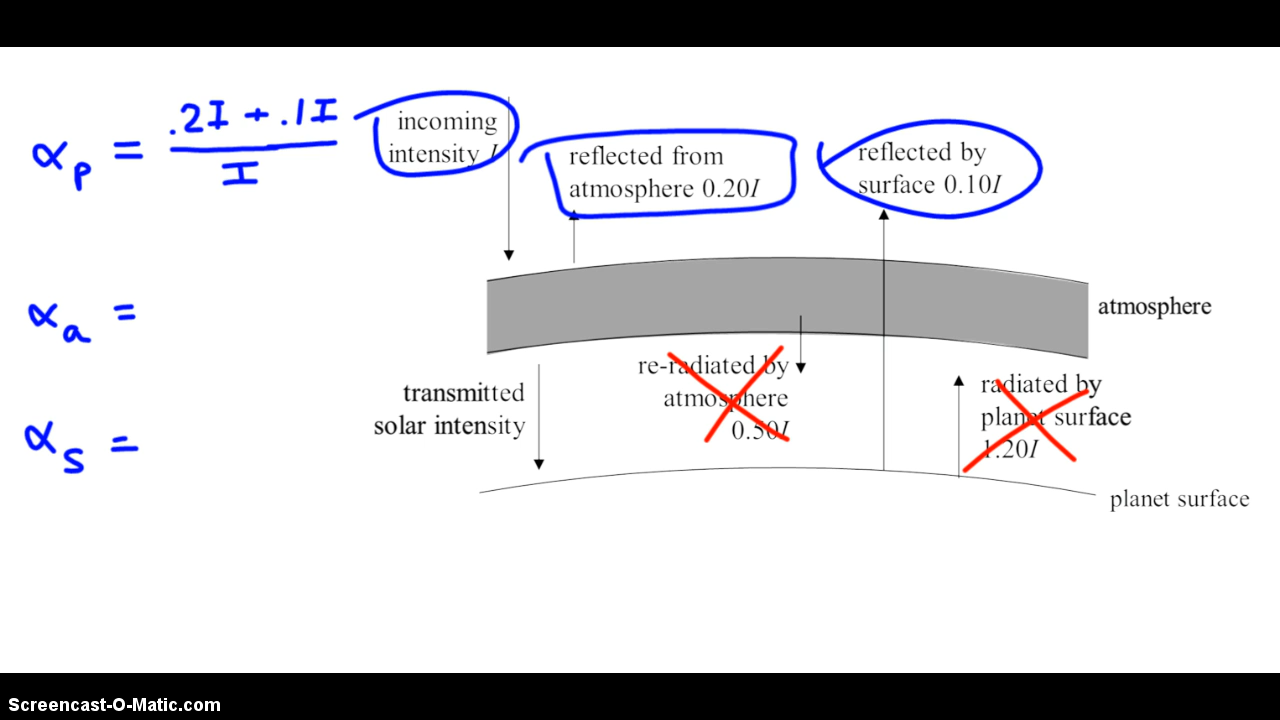 .2I + .1I
αp =
I
incoming
intensity I
reflected from
atmosphere 0.20I
reflected by
surface 0.10I
αa =
atmosphere
transmitted
solar intensity
re-radiated by
atmosphere
0.50I
radiated by
planet surface
1.20I
αs =
planet surface
Screencast-O-Matic.com